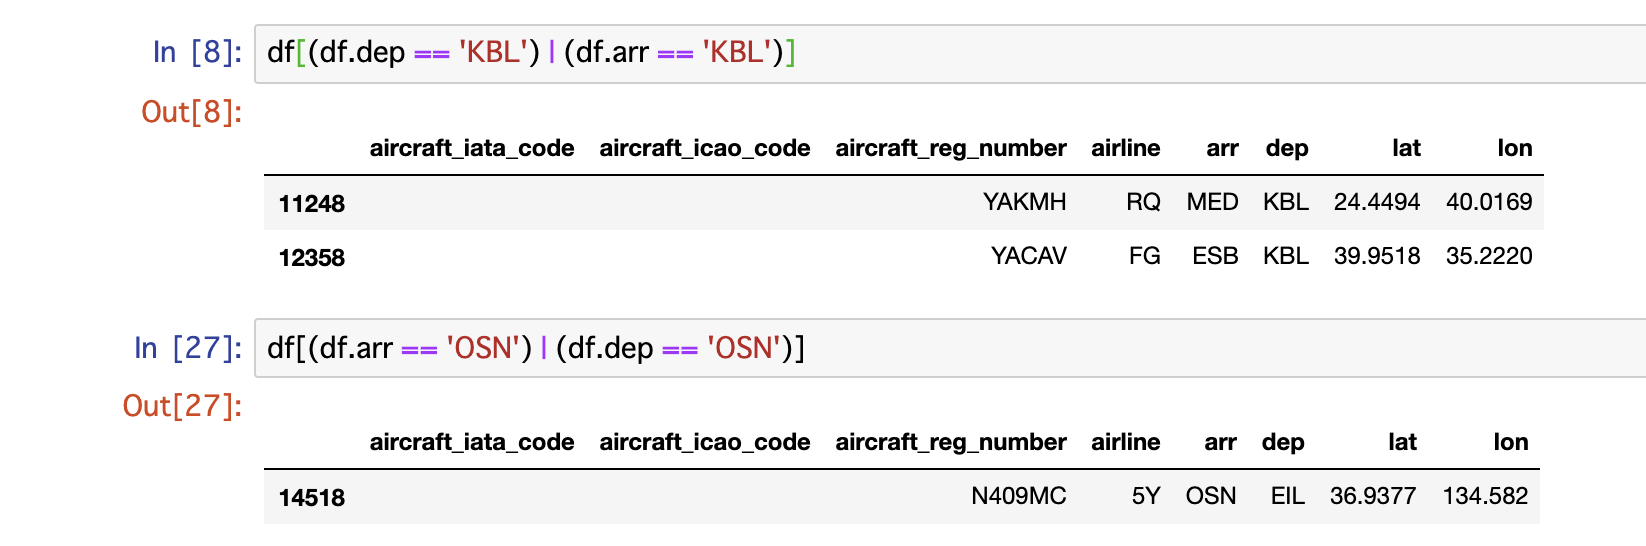 In [8]: df[(df.dep == 'KBL') | (df.arr == 'KBL')]
Out[8]:
aircraft_iata_code aircraft_icao_code aircraft_reg_number airline arr dep lat lon
11248 YAKMH RQ MED KBL 24.4494 40.0169
12358 YACAV FG ESB KBL 39.9518 35.2220
In [27]: df[(df.arr == 'OSN') | (df.dep == 'OSN')]
Out[27]:
aircraft_iata_code aircraft_icao_code aircraft_reg_number airline arr dep lat lon
14518 N409MC 5Y OSN EIL 36.9377 134.582